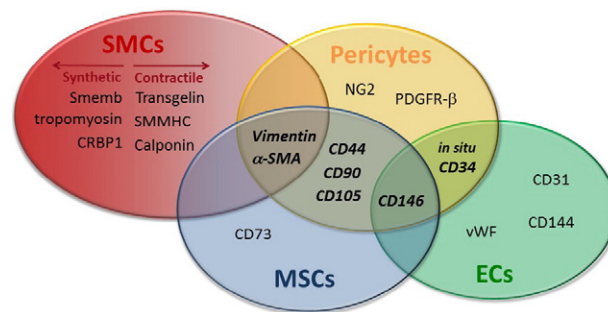 SMCs
Synthetic Contractile
Smemb Transgelin
tropomyosin SMMHC
CRBP1 Calponin
Pericytes
NG2
PDGFR-β
Vimentin
α-SMA
CD44
CD90
CD105
in situ
CD34
CD146
CD31
CD144
vWF
CD73
MSCs
ECs